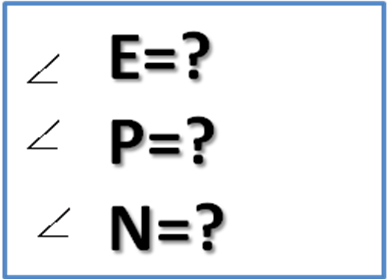 ∠ E=?
∠ P=?
∠ N=?